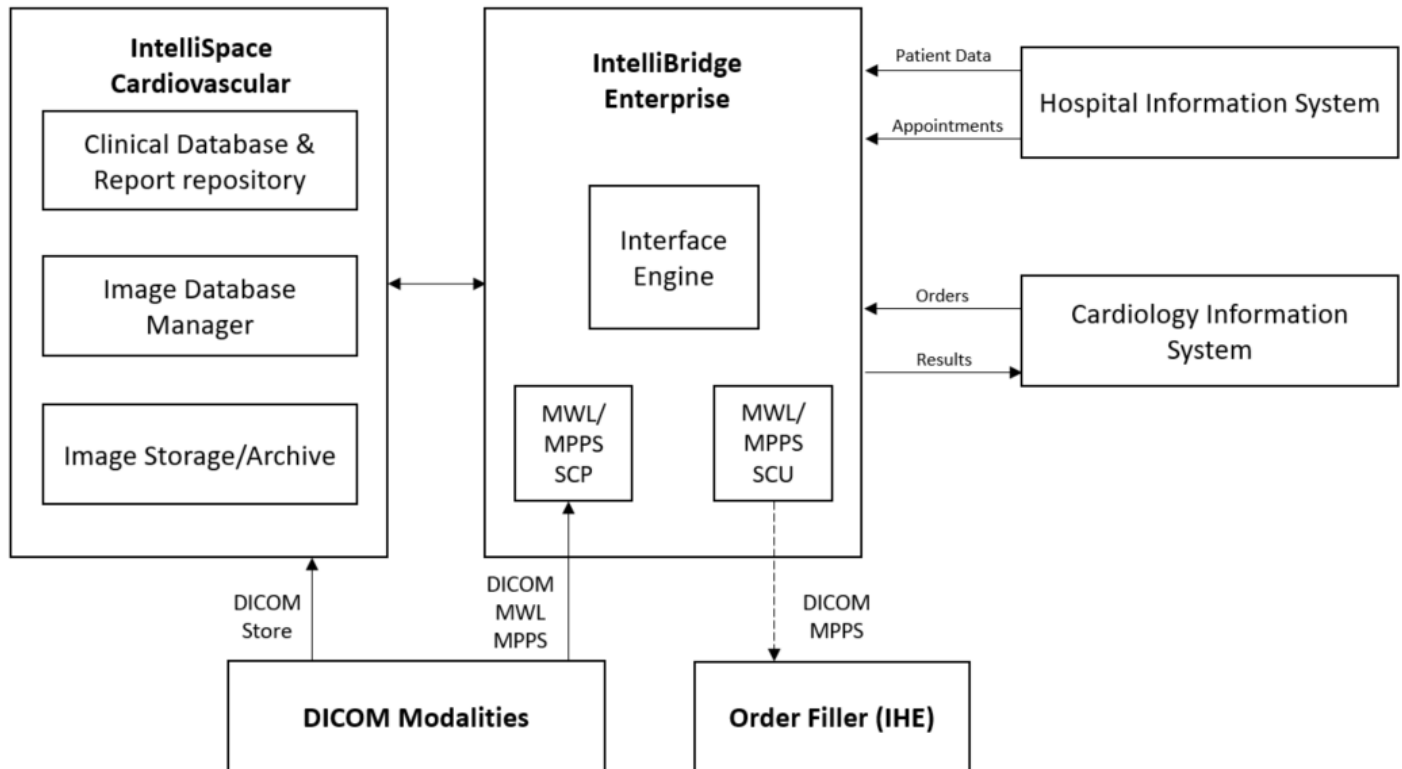 IntelliSpace
Cardiovascular
Clinical Database &
Report repository
Image Database
Manager
Image Storage/Archive
IntelliBridge
Enterprise
Interface
Engine
MWL/
MPPS
SCP
MWL/
MPPS
SCU
Patient Data
Appointments
Hospital Information System
Orders
Results
Cardiology Information
System
DICOM
Store
DICOM
MWL
MPPS
DICOM
MPPS
DICOM Modalities
Order Filler (IHE)